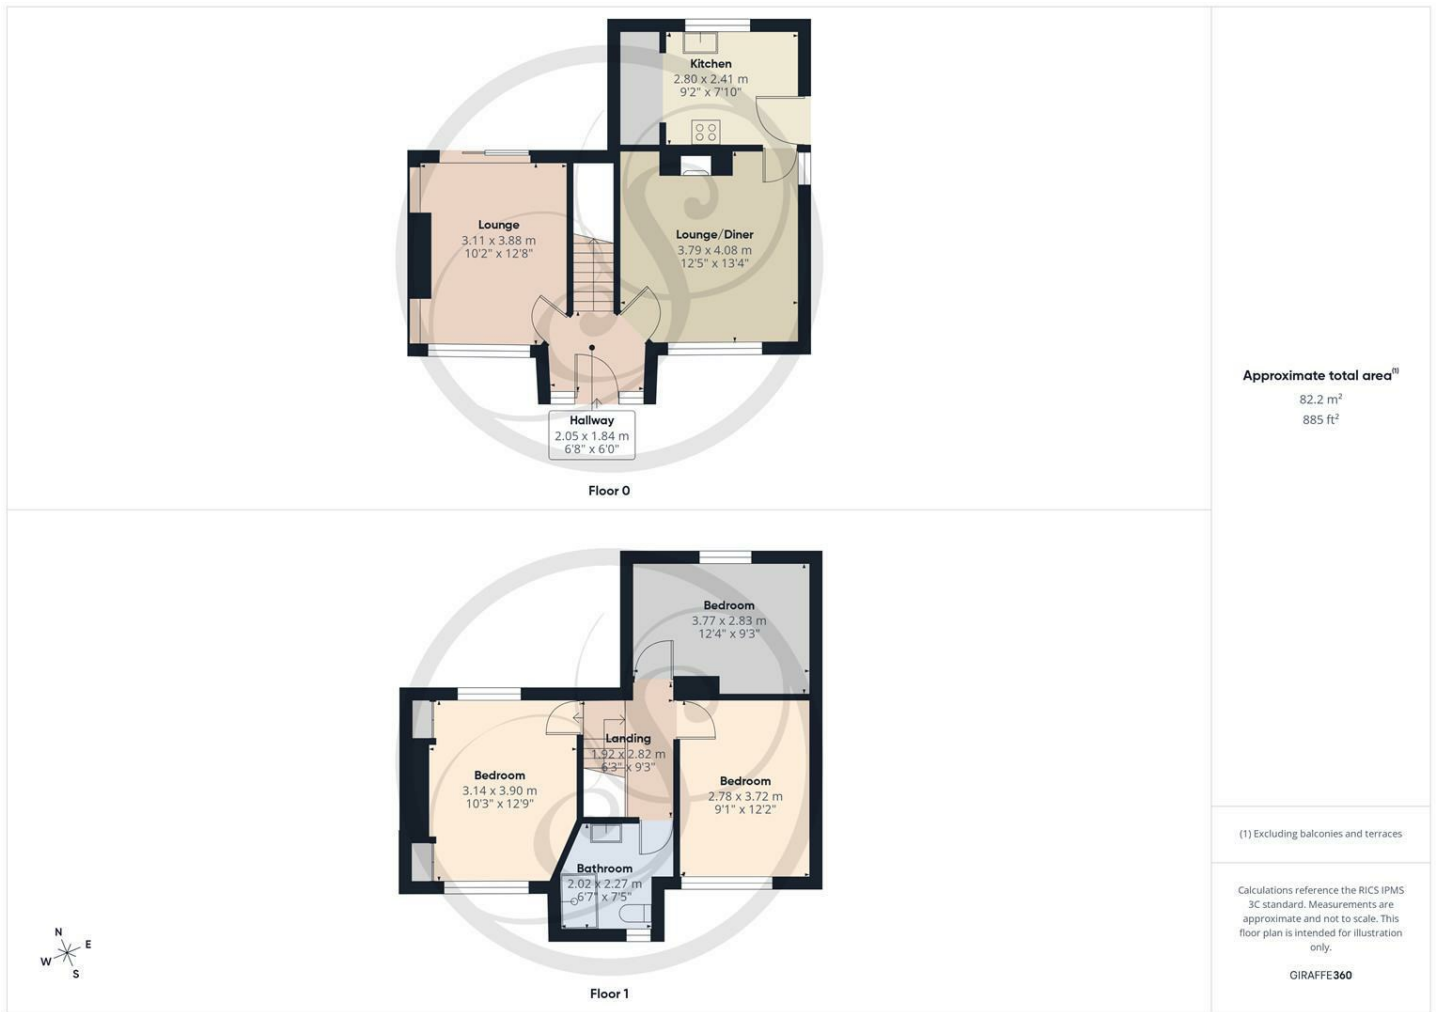 Kitchen
2.80 x 2.41 m
9'2" x 7'10"
Lounge
3.11 x 3.88 m
10'2" x 12'8"
Lounge/Diner
3.79 x 4.08 m
12'5" x 13'4"
Hallway
2.05 x 1.84 m
6'8" x 6'0"
Floor 0
Bedroom
3.77 x 2.83 m
12'4" x 9'3"
Landing
1.92 x 2.82 m
6'3" x 9'3"
Bedroom
3.14 x 3.90 m
10'3" x 12'9"
Bedroom
2.78 x 3.72 m
9'1" x 12'2"
Bathroom
2.02 x 2.27 m
6'7" x 7'5"
N
E
W
S
Floor 1
Approximate total area(1)
82.2 m²
885 ft²
(1) Excluding balconies and terraces
Calculations reference the RICS IPMS
3C standard. Measurements are
approximate and not to scale. This
floor plan is intended for illustration
only.
GIRAFFE360